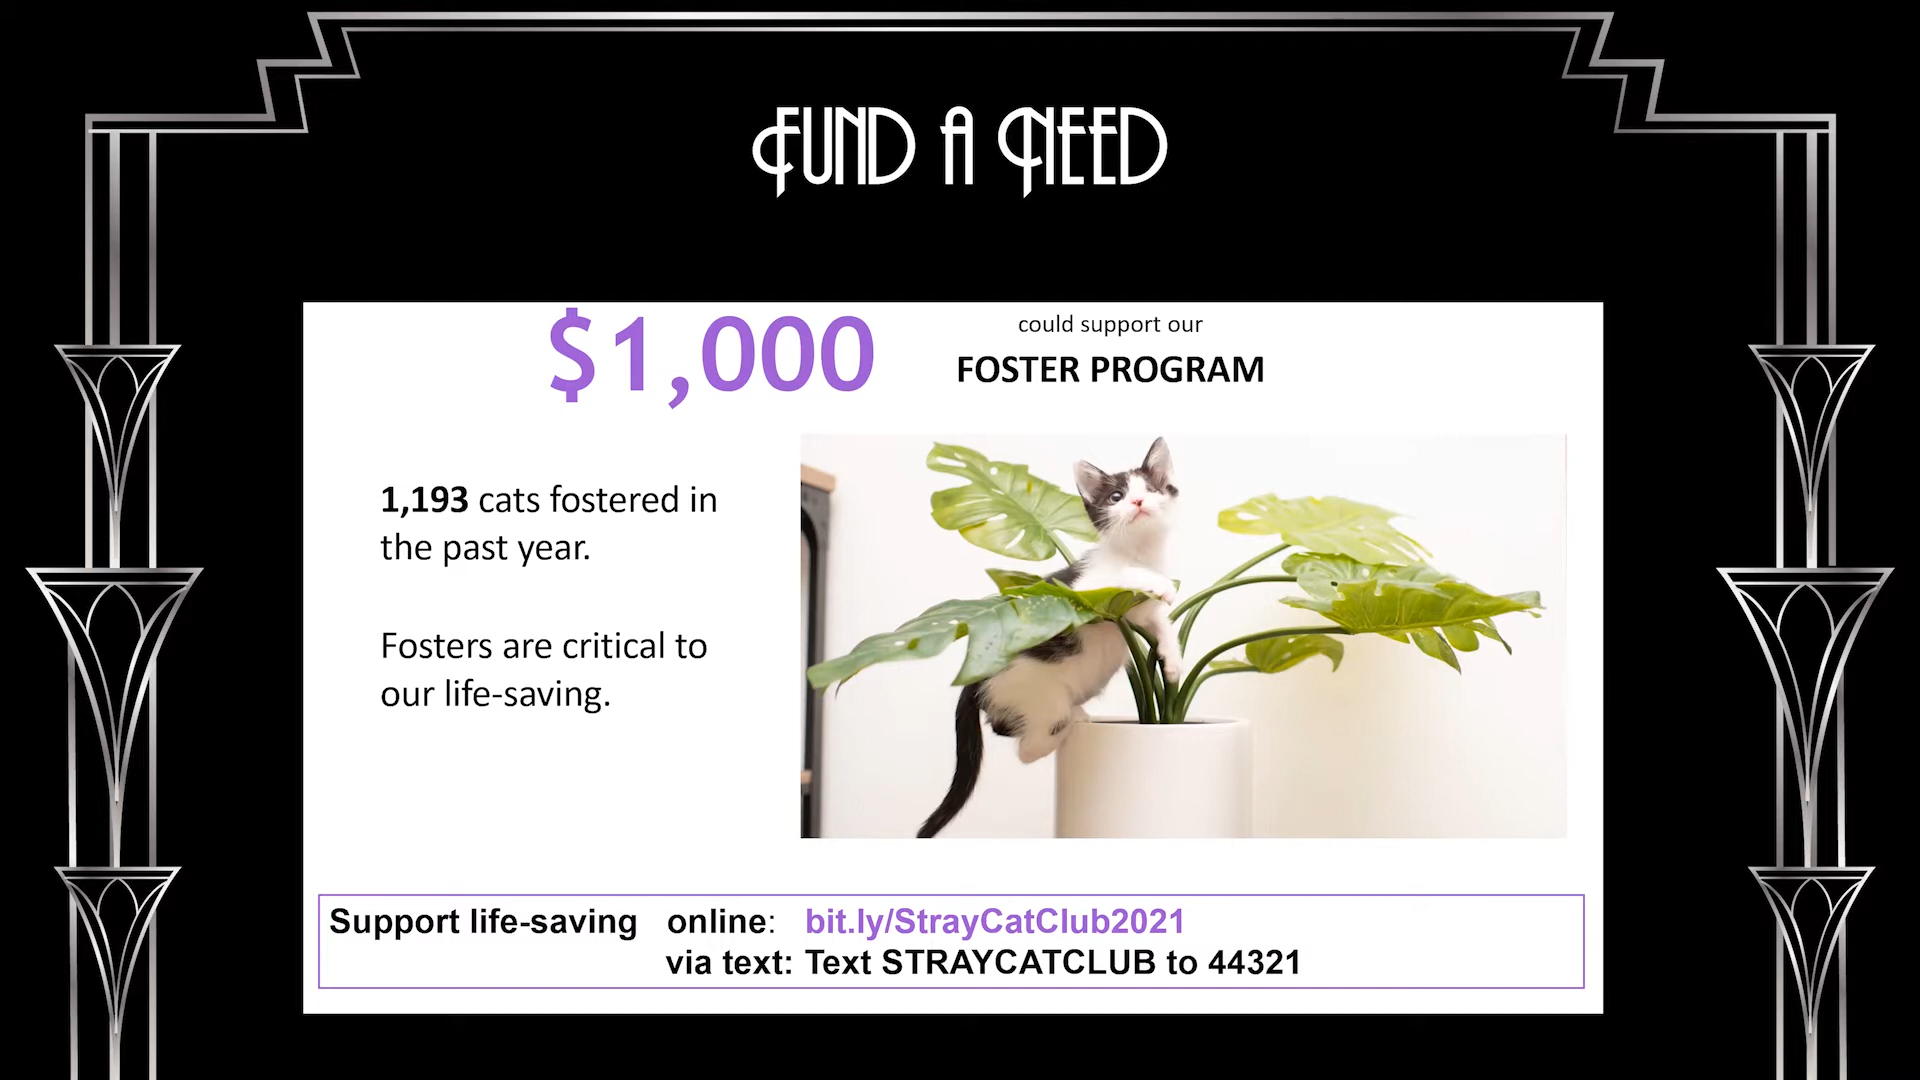 FUND A NEED
$1,000
could support our
FOSTER PROGRAM
1,193 cats fostered in
the past year.
Fosters are critical to
our life-saving.
Support life-saving online: bit.ly/StrayCatClub2021
via text: Text STRAYCATCLUB to 44321